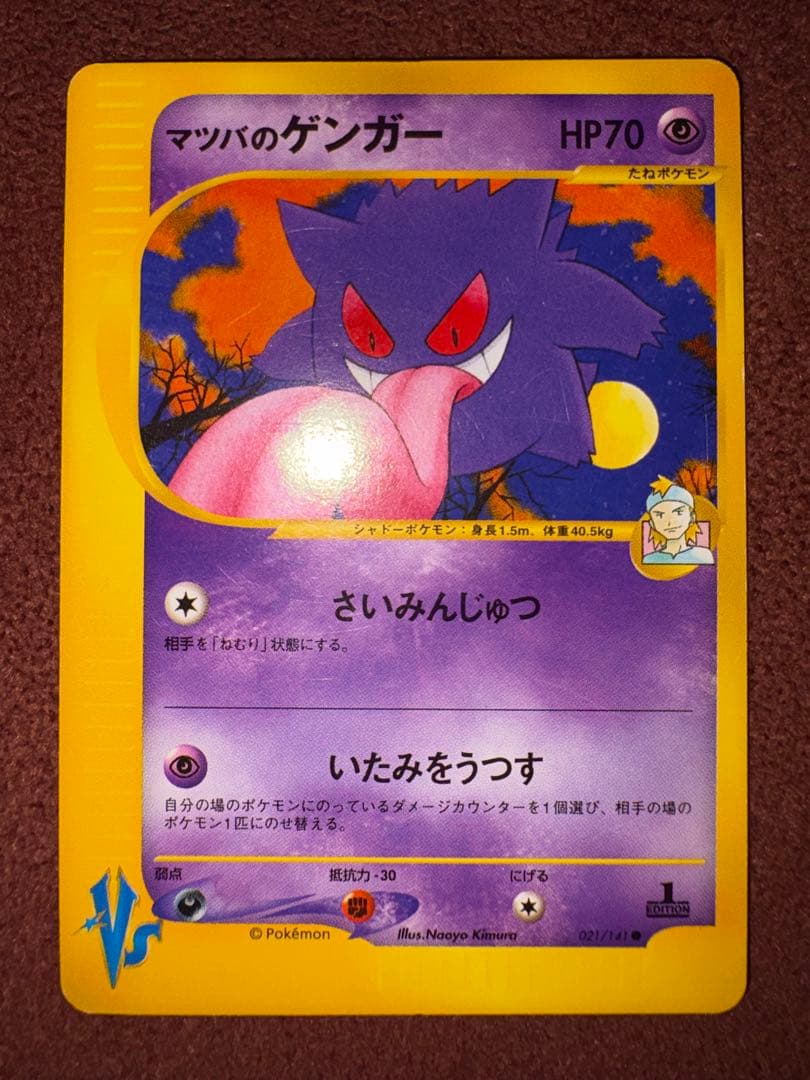 マツバのゲンガー HP70
たねポケモン
シャドーポケモン：身長1.5m、体重40.5kg
さいみんじゅつ
相手を「ねむり」状態にする。
いたみをうつす
自分の場のポケモンにのっているダメージカウンターを1個選び、相手の場の
ポケモン1匹にのせ替える。
弱点 抵抗力-30 にげる
1
EDITION
VS
©Pokémon Illus.Naoyo Kimura 021/141●